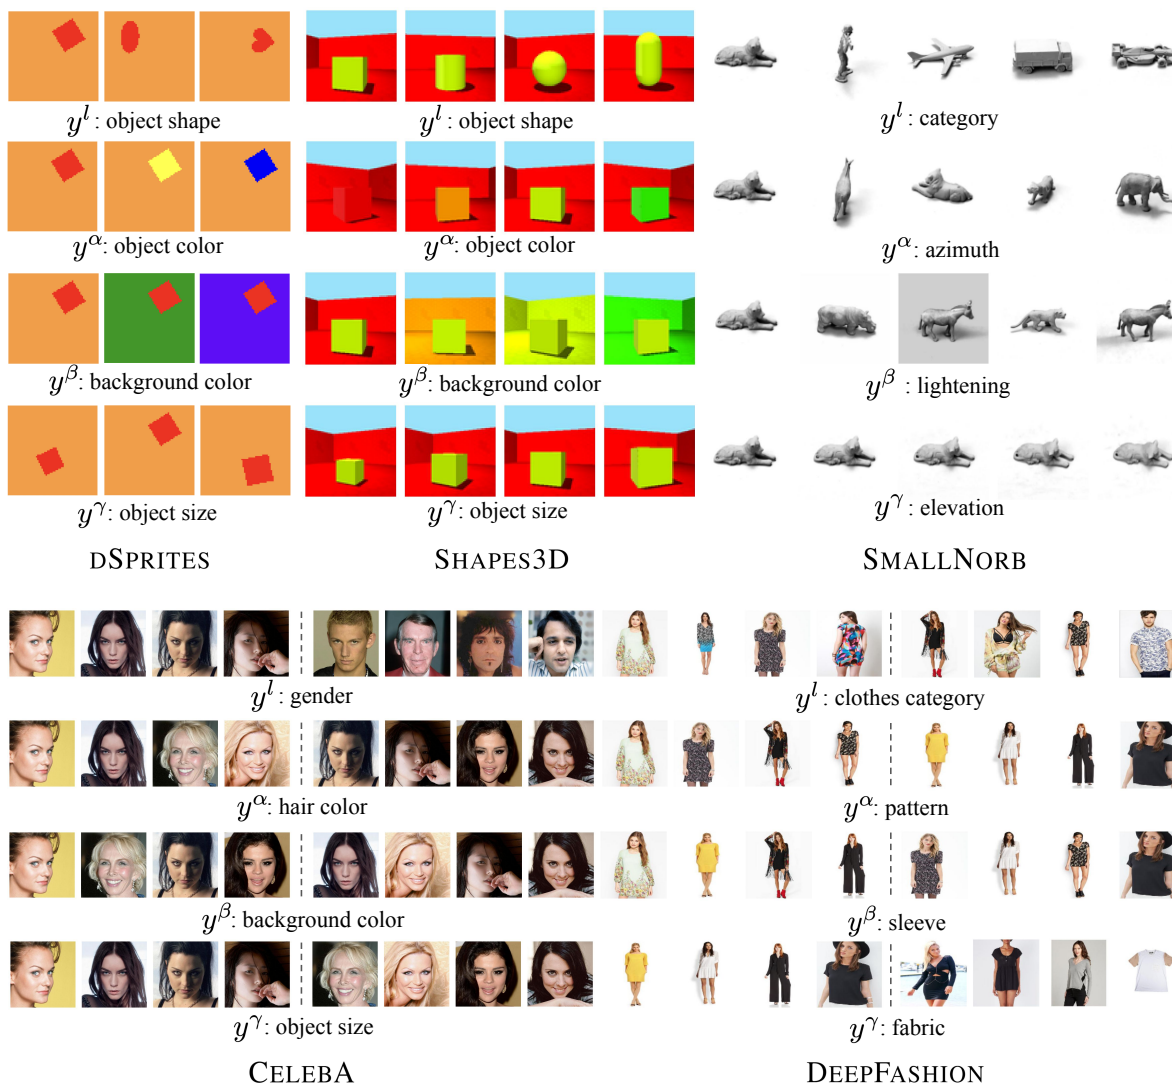 y^l : object shape
y^l : object shape
y^l : category
y^α: object color
y^α: object color
y^α: azimuth
y^β: background color
y^β: background color
y^β : lightening
y^γ: object size
y^γ: object size
y^γ: elevation
DSPRITES
SHAPES3D
SMALLNORB
y^l : gender
y^l : clothes category
y^α: hair color
y^α: pattern
y^β: background color
y^β: sleeve
y^γ: object size
y^γ: fabric
CELEBA
DEEPFASHION